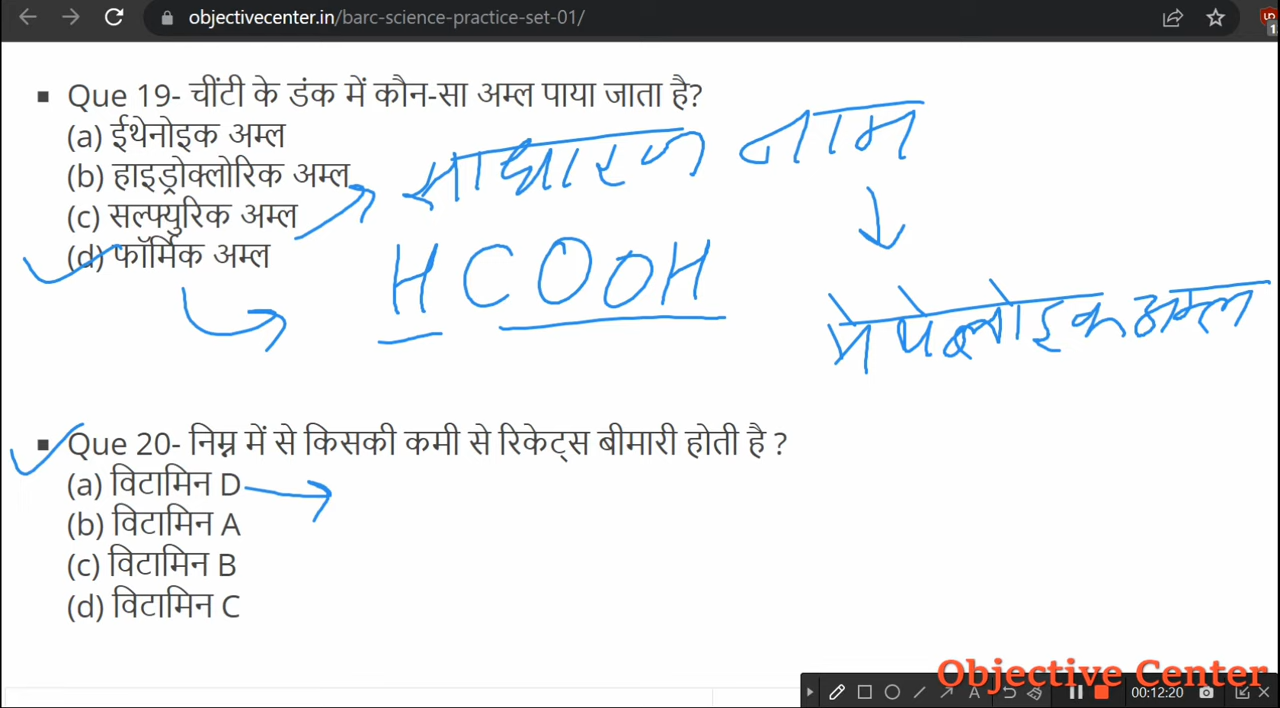 objectivecenter.in/barc-science-practice-set-01/
Que 19- चींटी के डंक में कौन-सा अम्ल पाया जाता है?
(a) ईथेनोइक अम्ल
(b) हाइड्रोक्लोरिक अम्ल
(c) सल्फ्युरिक अम्ल
(d) फॉर्मिक अम्ल
साधारण नाम
HCOOH
अम्ल
Que 20- निम्न में से किसकी कमी से रिकेट्स बीमारी होती है ?
(a) विटामिन D
(b) विटामिन A
(c) विटामिन B
(d) विटामिन C
Objective Center
00:12:20